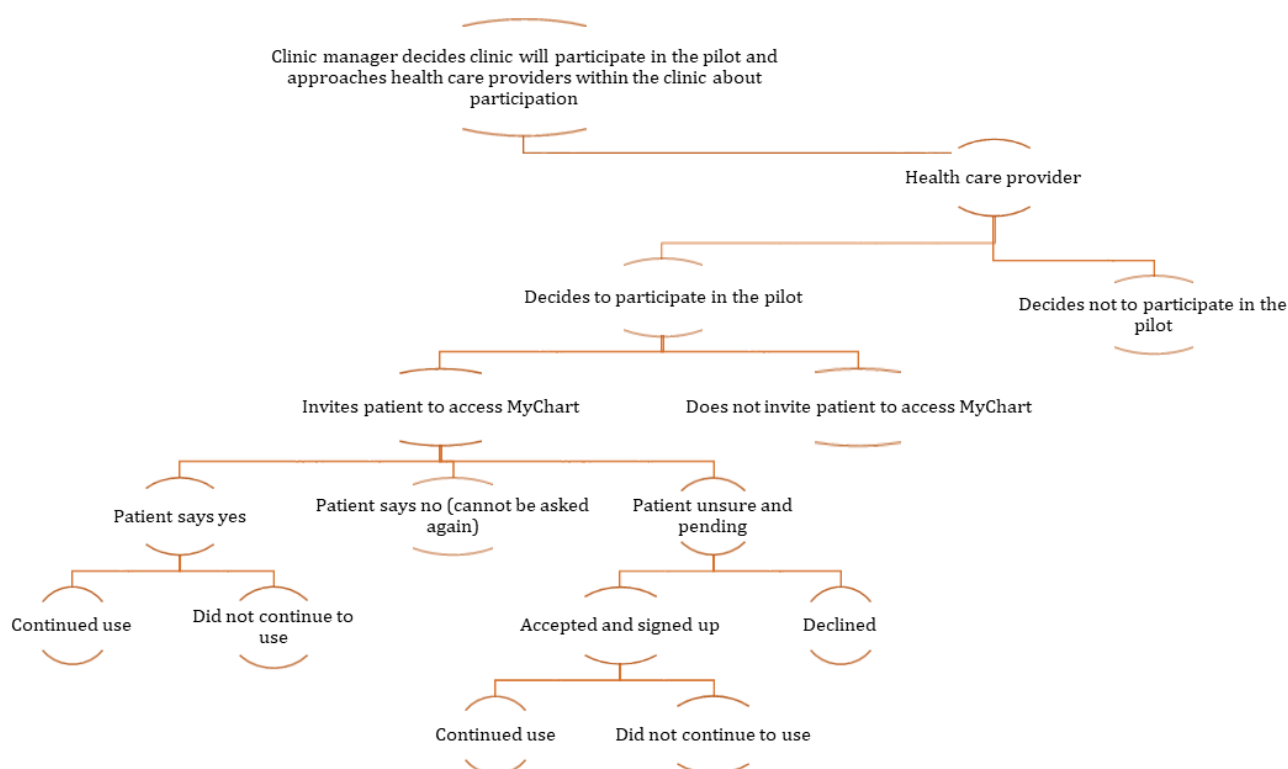 Clinic manager decides clinic will participate in the pilot and
approaches health care providers within the clinic about
participation
Health care provider
Decides to participate in the pilot
Decides not to participate in the
pilot
Invites patient to access MyChart
Does not invite patient to access MyChart
Patient says yes
Patient says no (cannot be asked
again)
Patient unsure and
pending
Continued use
Did not continue to
use
Accepted and signed up
Declined
Continued use
Did not continue to use